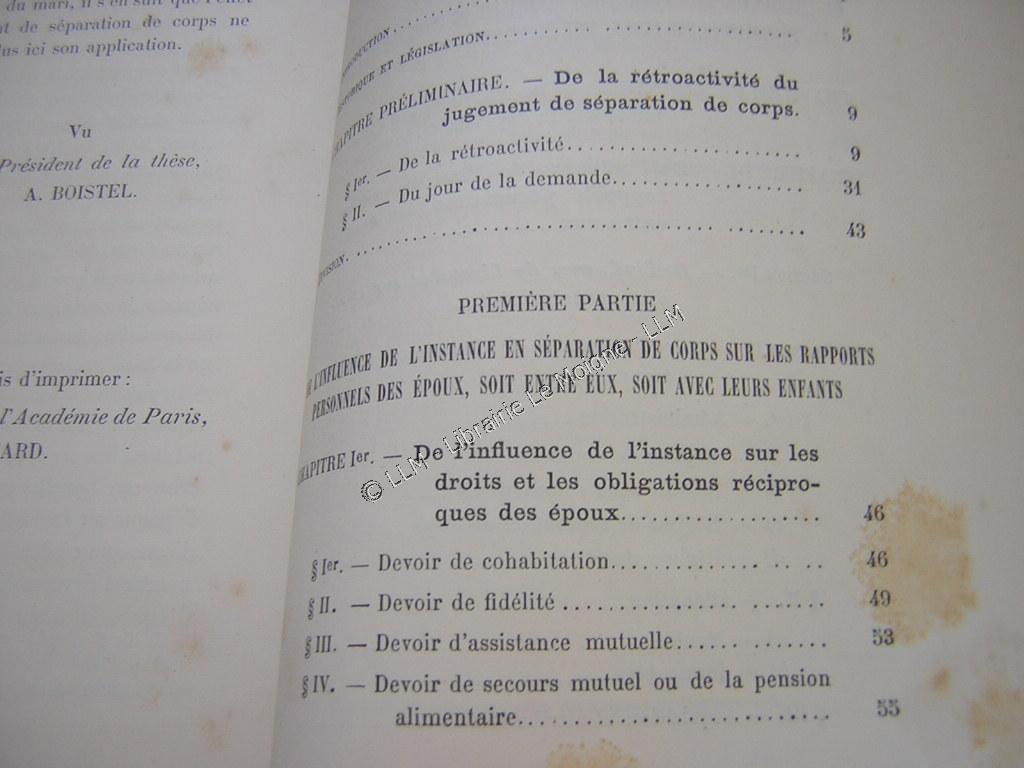 du mari, il s'en suit que l'effet
de séparation de corps ne
ici son application.
Vu
Président de la thèse,
A. BOISTEL.
is d'imprimer :
l'Académie de Paris,
ARD.
RODUCTION
ORIQUE ET LÉGISLATION. 5
CHAPITRE PRÉLIMINAIRE. — De la rétroactivité du
jugement de séparation de corps. 9
§ Ier. — De la rétroactivité 9
§ II. — Du jour de la demande 31
VISION. 43
PREMIÈRE PARTIE
L'INFLUENCE DE L'INSTANCE EN SÉPARATION DE CORPS SUR LES RAPPORTS
PERSONNELS DES ÉPOUX, SOIT ENTRE EUX, SOIT AVEC LEURS ENFANTS
CHAPITRE Ier. — De l'influence de l'instance sur les
droits et les obligations récipro-
ques des époux 46
§ Ier. — Devoir de cohabitation 46
§ II. — Devoir de fidélité 49
§ III. — Devoir d'assistance mutuelle 53
§ IV. — Devoir de secours mutuel ou de la pension
alimentaire 55
© LLM - Librairie Le Moigne - LLM